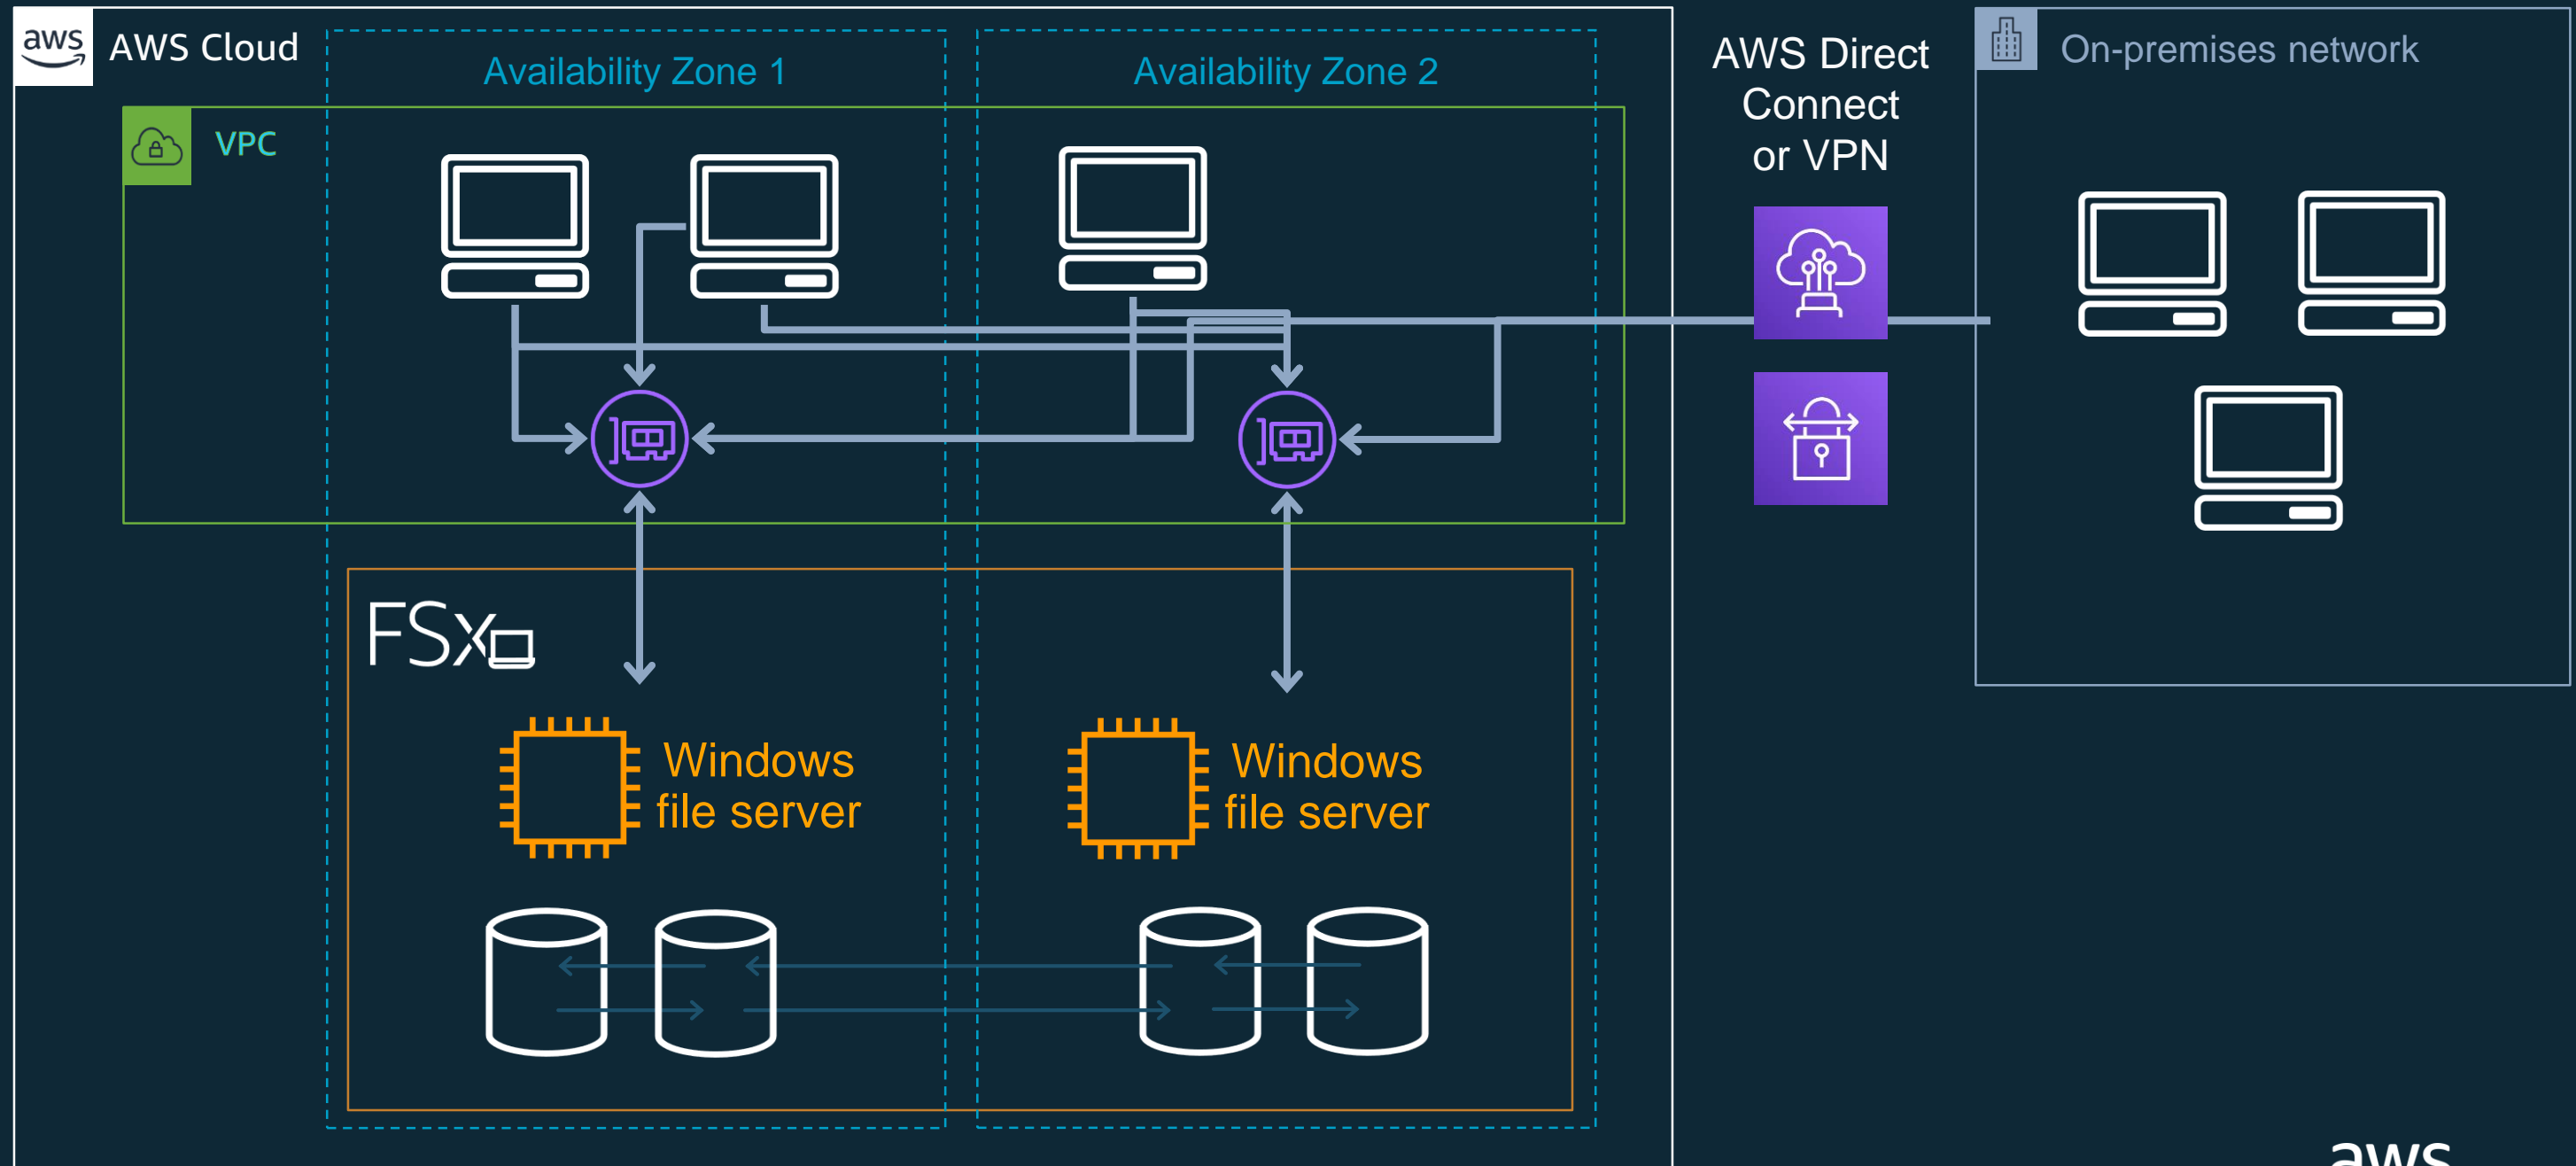 aws
AWS Cloud
Availability Zone 1
Availability Zone 2
AWS Direct
Connect
or VPN
On-premises network
VPC
FSx
Windows
file server
Windows
file server
aws